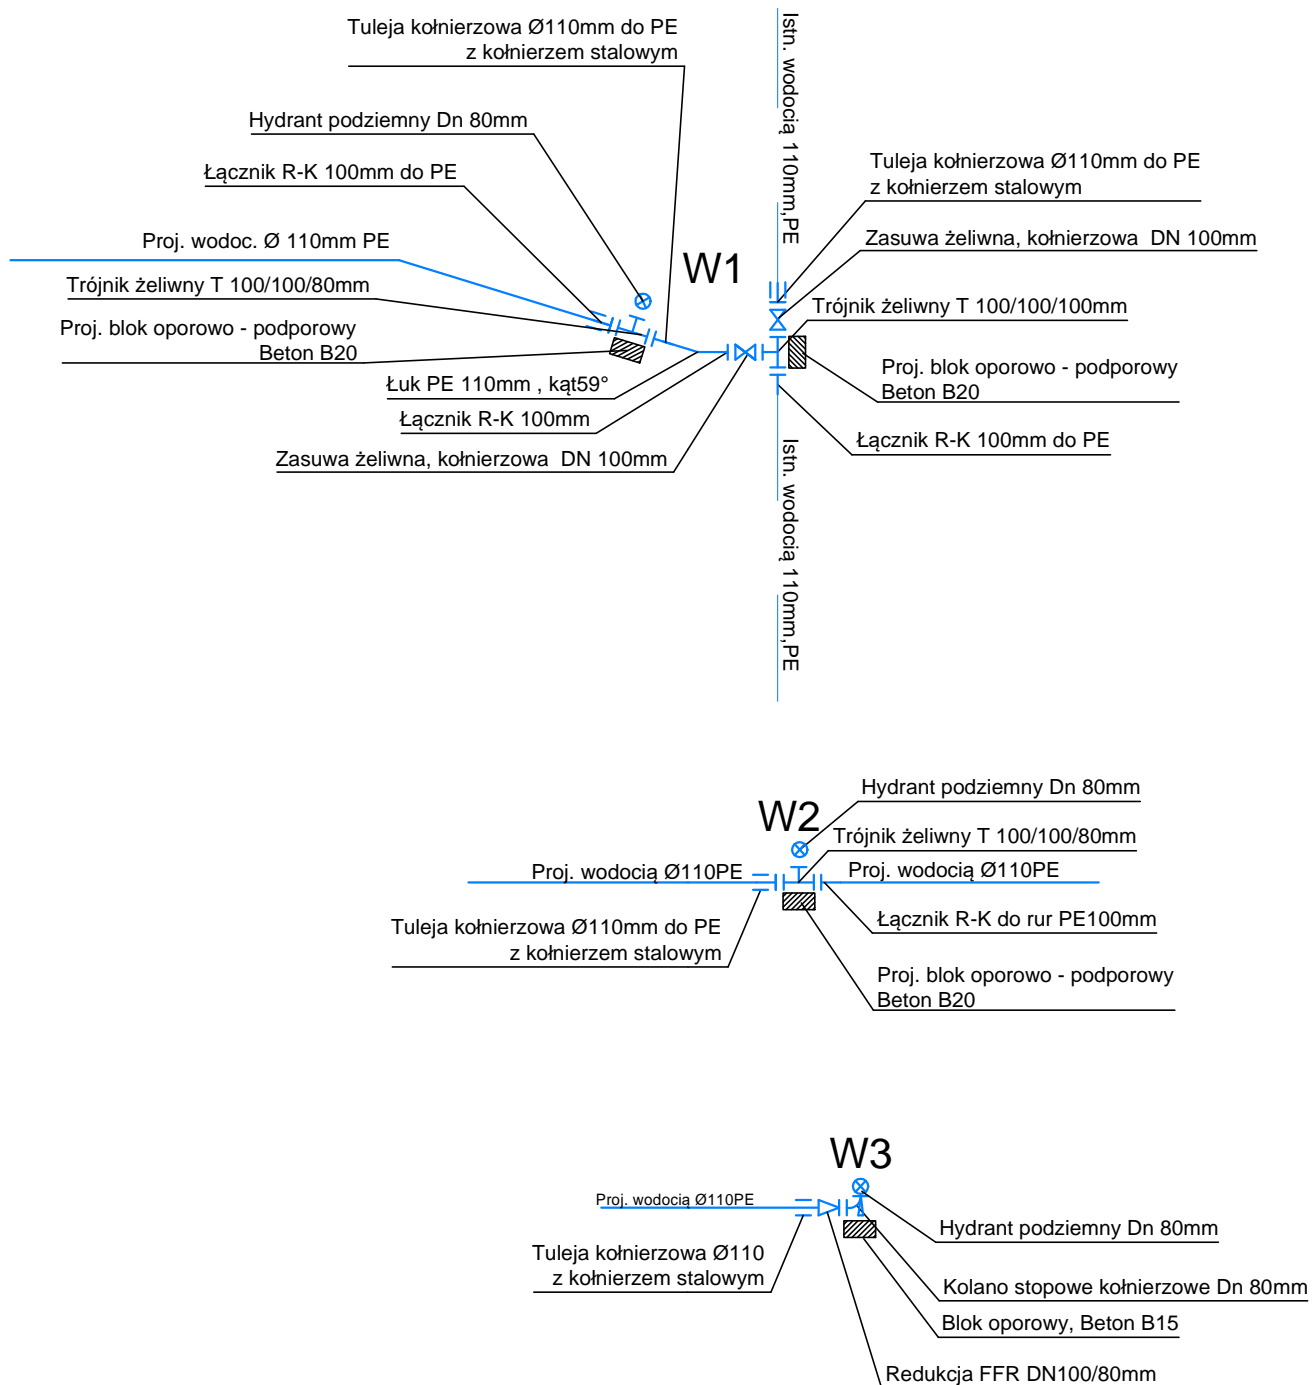 Tuleja kołnierzowa Ø110mm do PE
z kołnierzem stalowym
Hydrant podziemny Dn 80mm
Łącznik R-K 100mm do PE
Proj. wodoc. Ø 110mm PE
Trójnik żeliwny T 100/100/80mm
Proj. blok oporowo - podporowy
Beton B20
Łuk PE 110mm , kąt59°
Łącznik R-K 100mm
Zasuwa żeliwna, kołnierzowa  DN 100mm
W1
Istn. wodocią 110mm,PE
Tuleja kołnierzowa Ø110mm do PE
z kołnierzem stalowym
Zasuwa żeliwna, kołnierzowa  DN 100mm
Trójnik żeliwny T 100/100/100mm
Proj. blok oporowo - podporowy
Beton B20
Łącznik R-K 100mm do PE
Istn. wodocią 110mm,PE
W2
Hydrant podziemny Dn 80mm
Trójnik żeliwny T 100/100/80mm
Proj. wodocią Ø110PE
Proj. wodocią Ø110PE
Tuleja kołnierzowa Ø110mm do PE
z kołnierzem stalowym
Łącznik R-K do rur PE100mm
Proj. blok oporowo - podporowy
Beton B20
W3
Proj. wodocią Ø110PE
Tuleja kołnierzowa Ø110
z kołnierzem stalowym
Hydrant podziemny Dn 80mm
Kolano stopowe kołnierzowe Dn 80mm
Blok oporowy, Beton B15
Redukcja FFR DN100/80mm